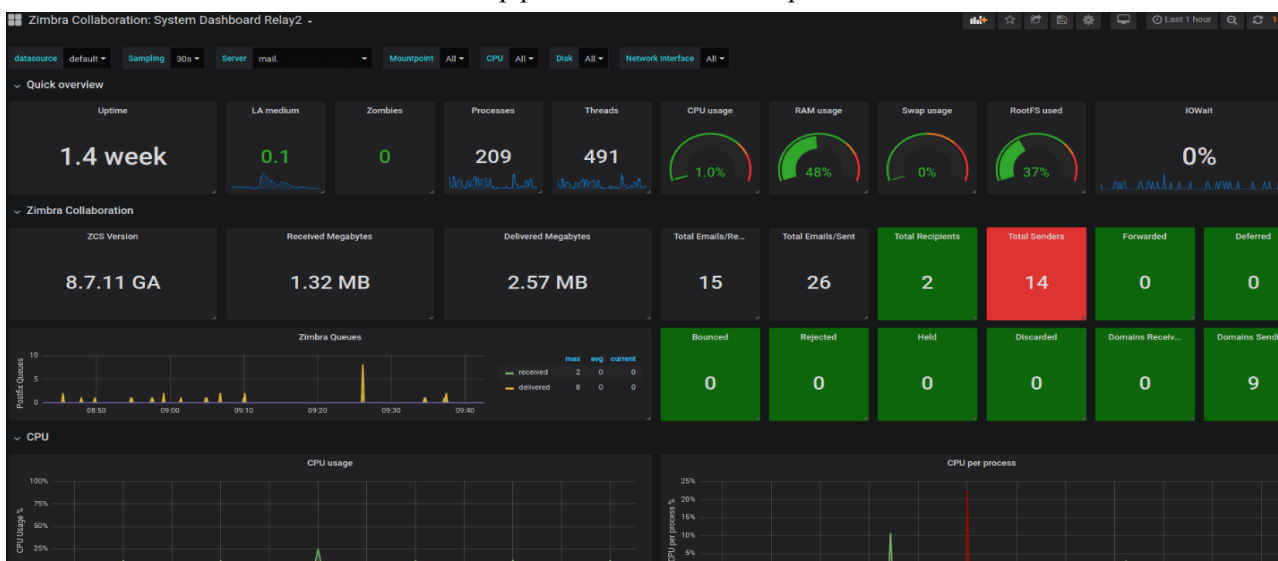 Zimbra Collaboration: System Dashboard Relay2
Last 1 hour
datasource default Sampling 30s Server mail. Mountpoint All CPU All Disk All Network interface All
Quick overview
Uptime LA medium Zombies Processes Threads CPU usage RAM usage Swap usage RootFS used IOWait
1.4 week 0.1 0 209 491 1.0% 48% 0% 37% 0%
Zimbra Collaboration
ZCS Version Received Megabytes Delivered Megabytes Total Emails/Re... Total Emails/Sent Total Recipients Total Senders Forwarded Deferred
8.7.11 GA 1.32 MB 2.57 MB 15 26 2 14 0 0
Zimbra Queues Bounced Rejected Held Discarded Domains Receiv... Domains Sendi
max avg current
received 2 0 0
delivered 8 0 0
0 0 0 0 0 9
Postfix Queues
10
5
0
08:50 09:00 09:10 09:20 09:30 09:40
CPU
CPU usage CPU per process
CPU Usage %
100%
75%
50%
25%
CPU per process %
25%
20%
15%
10%
5%